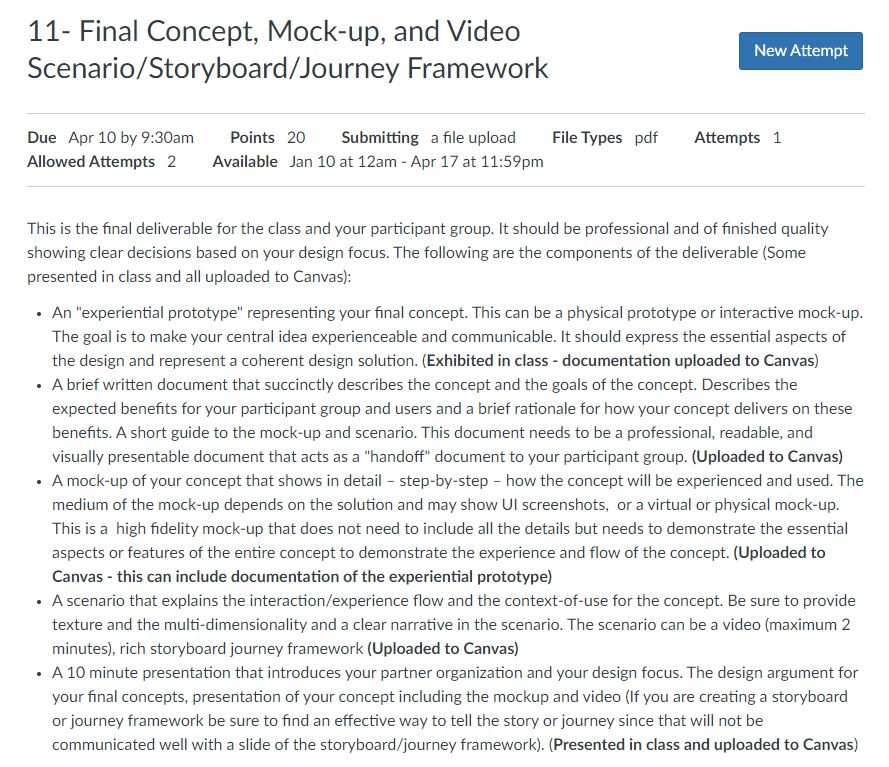 11- Final Concept, Mock-up, and Video
Scenario/Storyboard/Journey Framework
New Attempt
Due Apr 10 by 9:30am Points 20 Submitting a file upload File Types pdf Attempts 1
Allowed Attempts 2 Available Jan 10 at 12am - Apr 17 at 11:59pm
This is the final deliverable for the class and your participant group. It should be professional and of finished quality
showing clear decisions based on your design focus. The following are the components of the deliverable (Some
presented in class and all uploaded to Canvas):
• An "experiential prototype" representing your final concept. This can be a physical prototype or interactive mock-up.
The goal is to make your central idea experienceable and communicable. It should express the essential aspects of
the design and represent a coherent design solution. (Exhibited in class - documentation uploaded to Canvas)
• A brief written document that succinctly describes the concept and the goals of the concept. Describes the
expected benefits for your participant group and users and a brief rationale for how your concept delivers on these
benefits. A short guide to the mock-up and scenario. This document needs to be a professional, readable, and
visually presentable document that acts as a "handoff" document to your participant group. (Uploaded to Canvas)
• A mock-up of your concept that shows in detail – step-by-step – how the concept will be experienced and used. The
medium of the mock-up depends on the solution and may show UI screenshots, or a virtual or physical mock-up.
This is a high fidelity mock-up that does not need to include all the details but needs to demonstrate the essential
aspects or features of the entire concept to demonstrate the experience and flow of the concept. (Uploaded to
Canvas - this can include documentation of the experiential prototype)
• A scenario that explains the interaction/experience flow and the context-of-use for the concept. Be sure to provide
texture and the multi-dimensionality and a clear narrative in the scenario. The scenario can be a video (maximum 2
minutes), rich storyboard journey framework (Uploaded to Canvas)
• A 10 minute presentation that introduces your partner organization and your design focus. The design argument for
your final concepts, presentation of your concept including the mockup and video (If you are creating a storyboard
or journey framework be sure to find an effective way to tell the story or journey since that will not be
communicated well with a slide of the storyboard/journey framework). (Presented in class and uploaded to Canvas)